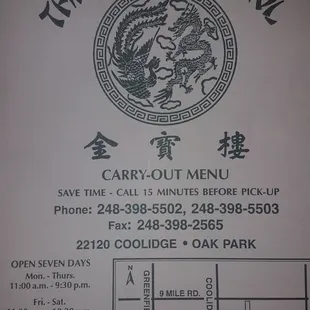 金寶樓
CARRY-OUT MENU
SAVE TIME - CALL 15 MINUTES BEFORE PICK-UP
Phone: 248-398-5502, 248-398-5503
Fax: 248-398-2565
22120 COOLIDGE • OAK PARK
OPEN SEVEN DAYS
Mon. - Thurs.
11:00 a.m. - 9:30 p.m.
Fri. - Sat.
N
GREENFI
9 MILE RD.
COOLID